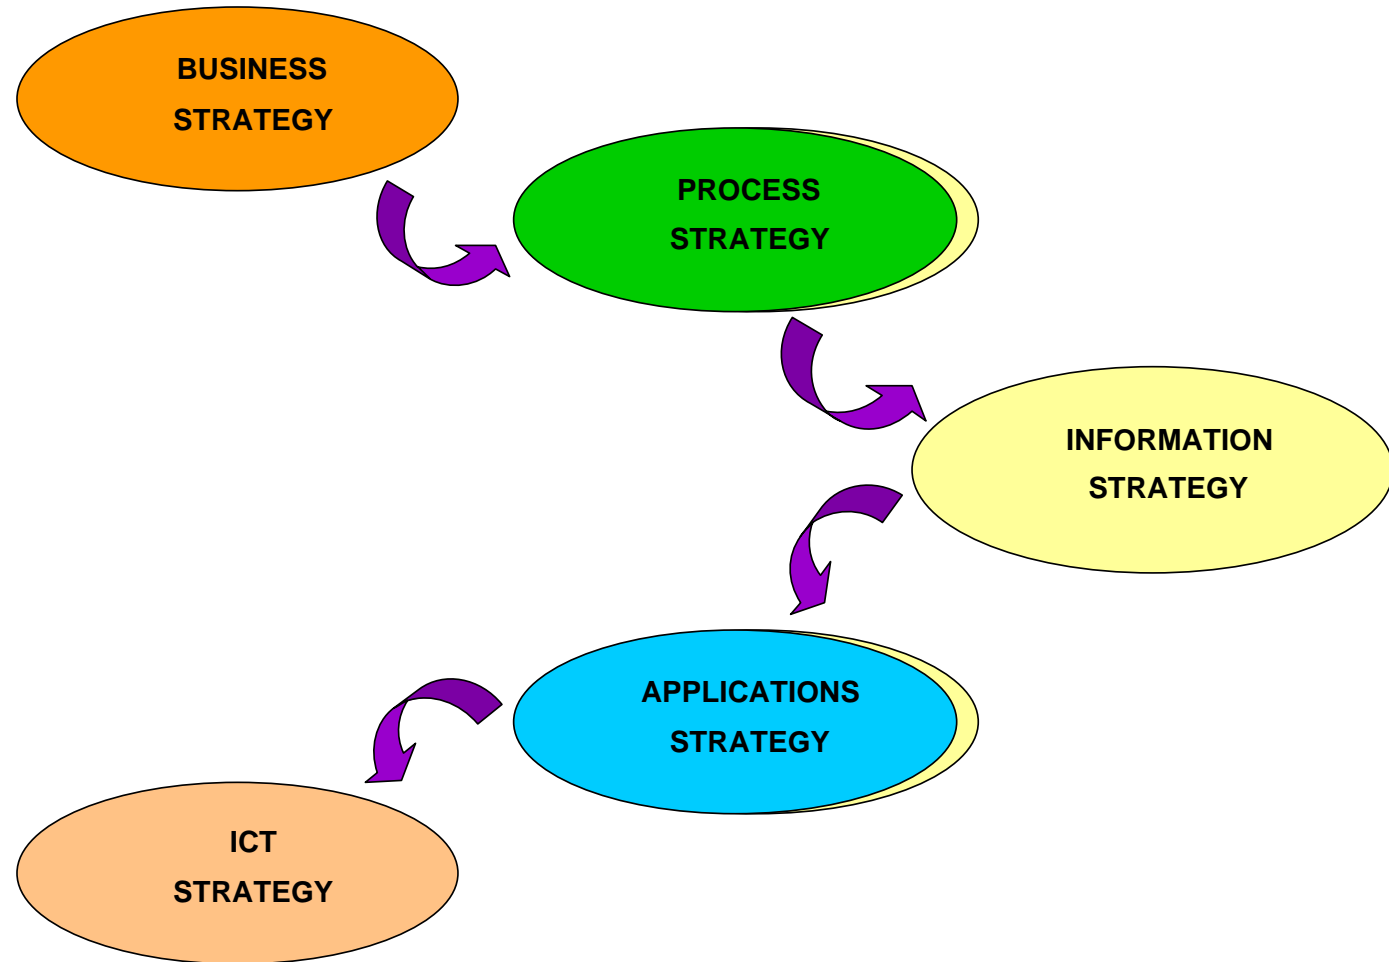 BUSINESS
STRATEGY
PROCESS
STRATEGY
INFORMATION
STRATEGY
APPLICATIONS
STRATEGY
ICT
STRATEGY